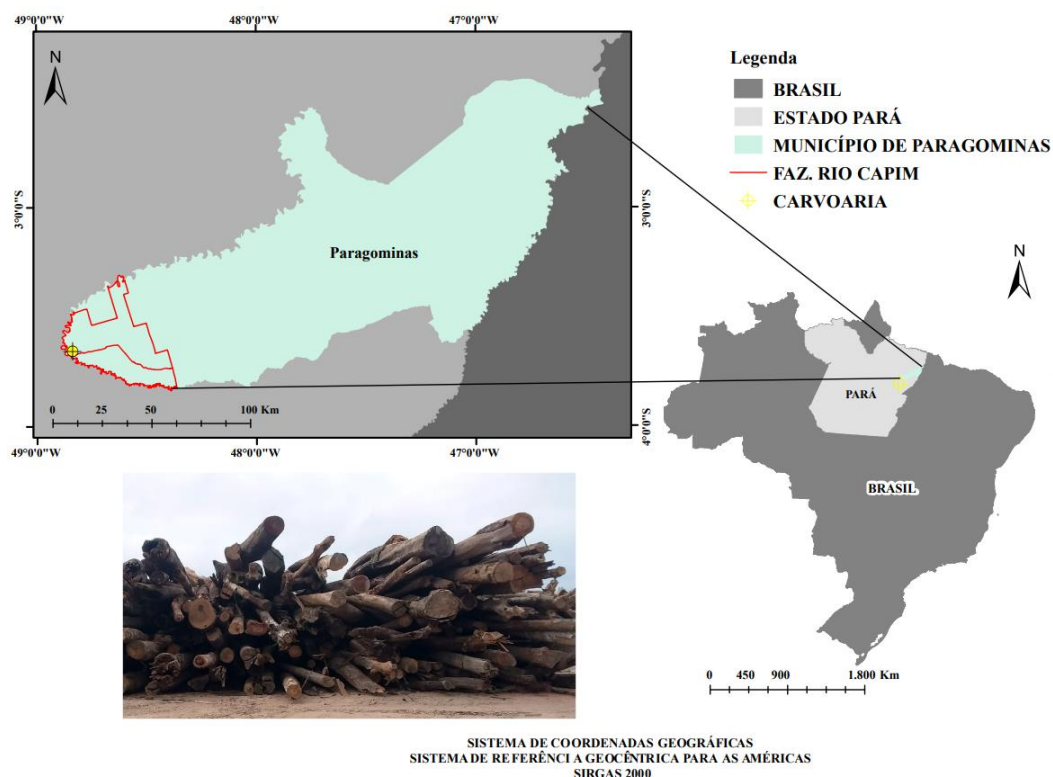 49°0'0"W 48°0'0"W 47°0'0"W
N
3°0'0"S
3°0'0"S
4°0'0"S
Paragominas
0 25 50 100 Km
49°0'0"W 48°0'0"W 47°0'0"W
Legenda
BRASIL
ESTADO PARÁ
MUNICÍPIO DE PARAGOMINAS
FAZ. RIO CAPIM
CARVOARIA
N
PARÁ
BRASIL
0 450 900 1.800 Km
SISTEMA DE COORDENADAS GEOGRÁFICAS
SISTEMA DE REFERÊNCI A GEOCÊNTRICA PARA AS AMÉRICAS
SIRGAS 2000